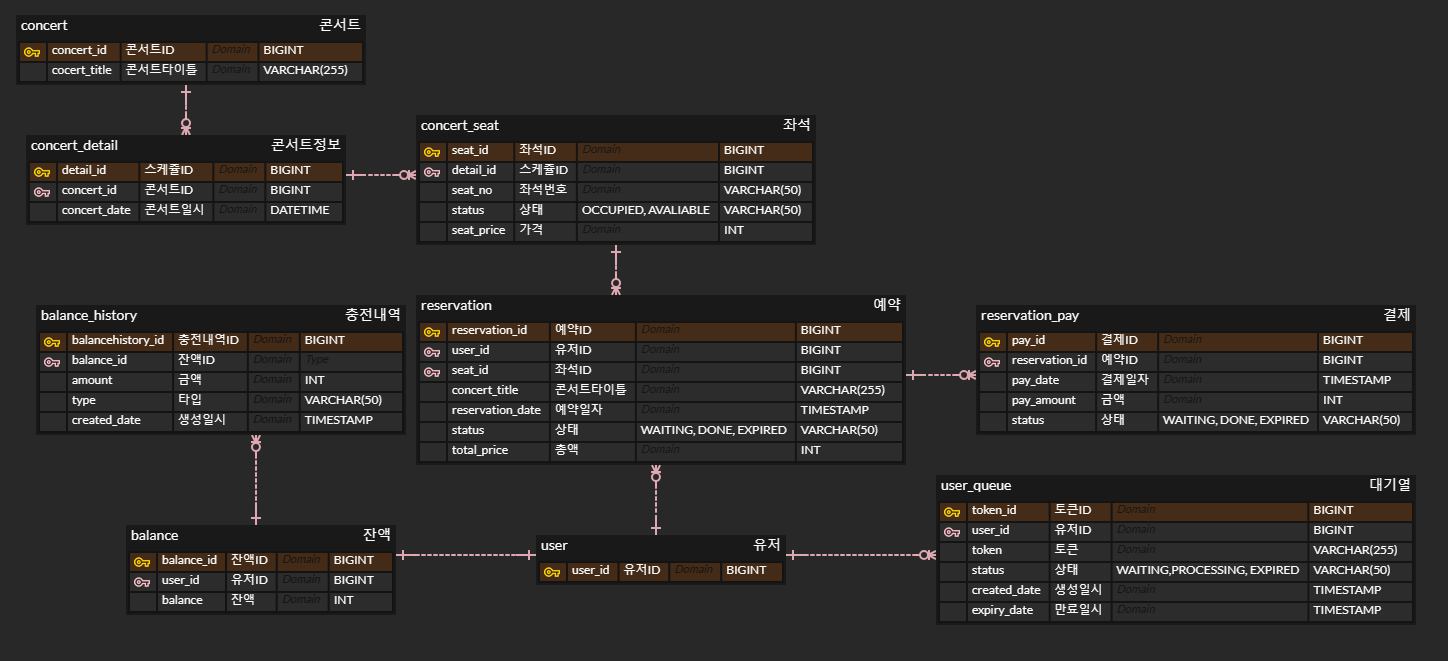 concert 콘서트
concert_id 콘서트ID Domain BIGINT
cocert_title 콘서트타이틀 Domain VARCHAR(255)
concert_detail 콘서트정보
detail_id 스케쥴ID Domain BIGINT
concert_id 콘서트ID Domain BIGINT
concert_date 콘서트일시 Domain DATETIME
concert_seat 좌석
seat_id 좌석ID Domain BIGINT
detail_id 스케쥴ID Domain BIGINT
seat_no 좌석번호 Domain VARCHAR(50)
status 상태 OCCUPIED, AVALIABLE VARCHAR(50)
seat_price 가격 Domain INT
balance_history 충전내역
balancehistory_id 충전내역ID Domain BIGINT
balance_id 잔액ID Domain Type
amount 금액 Domain INT
type 타입 Domain VARCHAR(50)
created_date 생성일시 Domain TIMESTAMP
reservation 예약
reservation_id 예약ID Domain BIGINT
user_id 유저ID Domain BIGINT
seat_id 좌석ID Domain BIGINT
concert_title 콘서트타이틀 Domain VARCHAR(255)
reservation_date 예약일자 Domain TIMESTAMP
status 상태 WAITING, DONE, EXPIRED VARCHAR(50)
total_price 총액 Domain INT
reservation_pay 결제
pay_id 결제ID Domain BIGINT
reservation_id 예약ID Domain BIGINT
pay_date 결제일자 Domain TIMESTAMP
pay_amount 금액 Domain INT
status 상태 WAITING, DONE, EXPIRED VARCHAR(50)
balance 잔액
balance_id 잔액ID Domain BIGINT
user_id 유저ID Domain BIGINT
balance 잔액 Domain INT
user 유저
user_id 유저ID Domain BIGINT
user_queue 대기열
token_id 토큰ID Domain BIGINT
user_id 유저ID Domain BIGINT
token 토큰 Domain VARCHAR(255)
status 상태 WAITING,PROCESSING, EXPIRED VARCHAR(50)
created_date 생성일시 Domain TIMESTAMP
expiry_date 만료일시 Domain TIMESTAMP